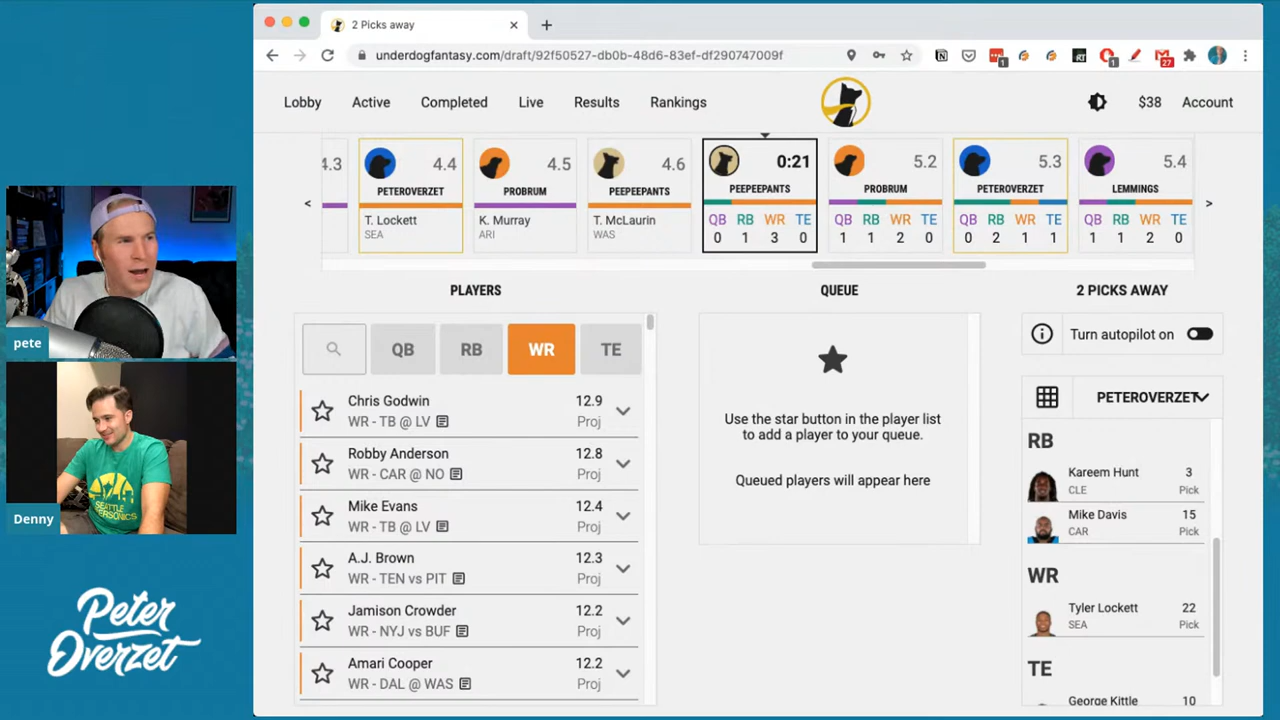 2 Picks away
underdogfantasy.com/draft/92f50527-db0b-48d6-83ef-df290747009f
1
1
27
Lobby
Active
Completed
Live
Results
Rankings
$38
Account
4.3
4.4
PETEROVERZET
T. Lockett
SEA
4.5
PROBRUM
K. Murray
ARI
4.6
PEEPEEPANTS
T. McLaurin
WAS
0:21
PEEPEEPANTS
QB RB WR TE
0 1 3 0
5.2
PROBRUM
QB RB WR TE
1 1 2 0
5.3
PETEROVERZET
QB RB WR TE
0 2 1 1
5.4
LEMMINGS
QB RB WR TE
1 1 2 0
<
>
PLAYERS
QB
RB
WR
TE
Chris Godwin 12.9
WR - TB @ LV Proj
Robby Anderson 12.8
WR - CAR @ NO Proj
Mike Evans 12.4
WR - TB @ LV Proj
A.J. Brown 12.3
WR - TEN vs PIT Proj
Jamison Crowder 12.2
WR - NYJ vs BUF Proj
Amari Cooper 12.2
WR - DAL @ WAS Proj
QUEUE
Use the star button in the player list
to add a player to your queue.
Queued players will appear here
2 PICKS AWAY
Turn autopilot on
PETEROVERZET
RB
Kareem Hunt 3
CLE Pick
Mike Davis 15
CAR Pick
WR
Tyler Lockett 22
SEA Pick
TE
George Kittle 10
pete
Denny
SEATTLE
SUPERSONICS
Peter
Overzet